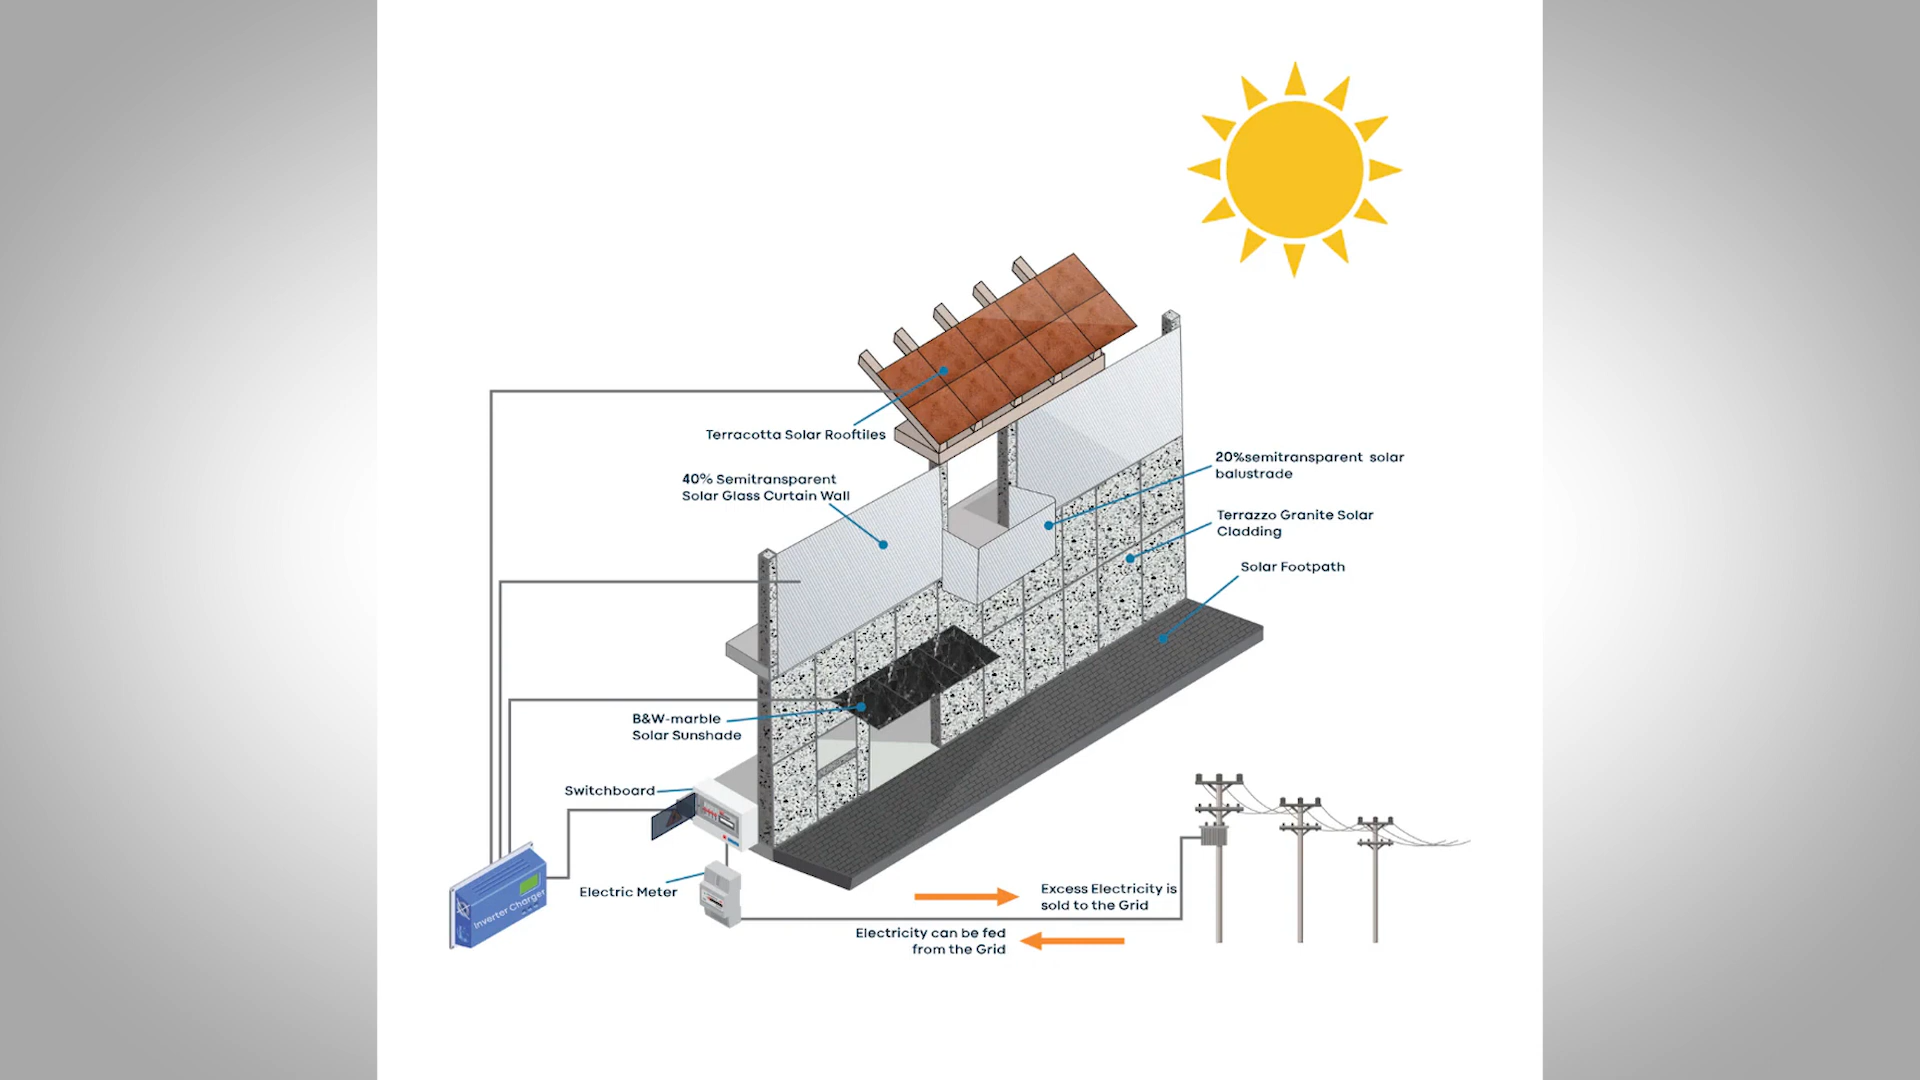 Terracotta Solar Rooftiles
40% Semitransparent
Solar Glass Curtain Wall
20%semitransparent solar
balustrade
Terrazzo Granite Solar
Cladding
Solar Footpath
B&W-marble
Solar Sunshade
Switchboard
Electric Meter
Inverter Charger
Excess Electricity is
sold to the Grid
Electricity can be fed
from the Grid